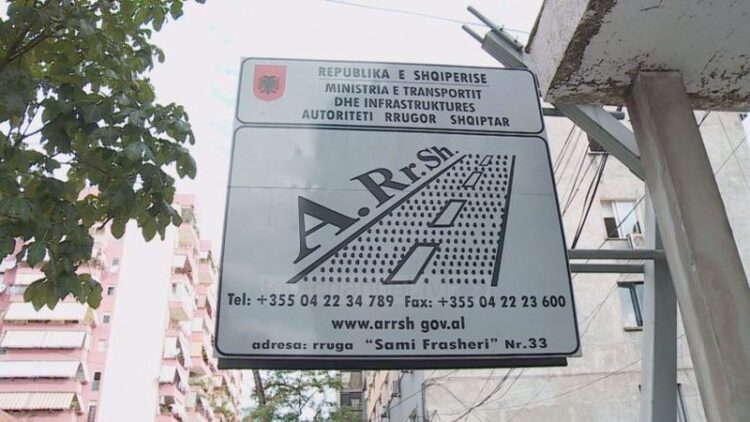 REPUBLIKA E SHQIPERISE
MINISTRIA E TRANSPORTIT
DHE INFRASTRUKTURES
AUTORITETI RRUGOR SHQIPTAR
A.Rr.Sh.
Tel: +355 04 22 34 789 Fax: +355 04 22 23 600
www.arrsh gov.al
adresa: rruga "Sami Frasheri" Nr.33